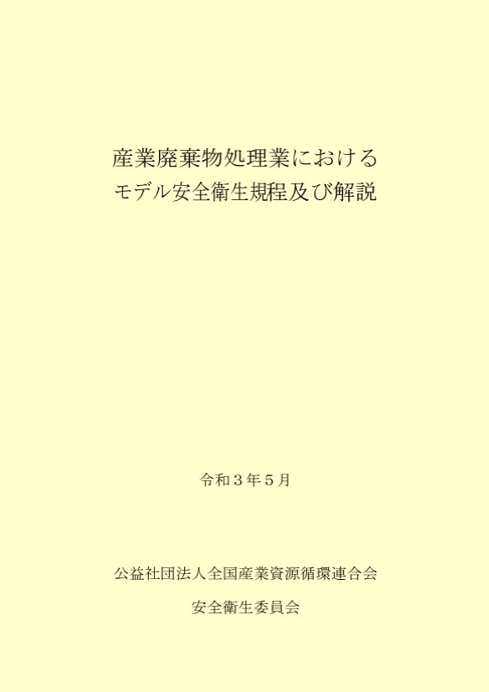 産業廃棄物処理業における
モデル安全衛生規程及び解説
令和３年５月
公益社団法人全国産業資源循環連合会
安全衛生委員会